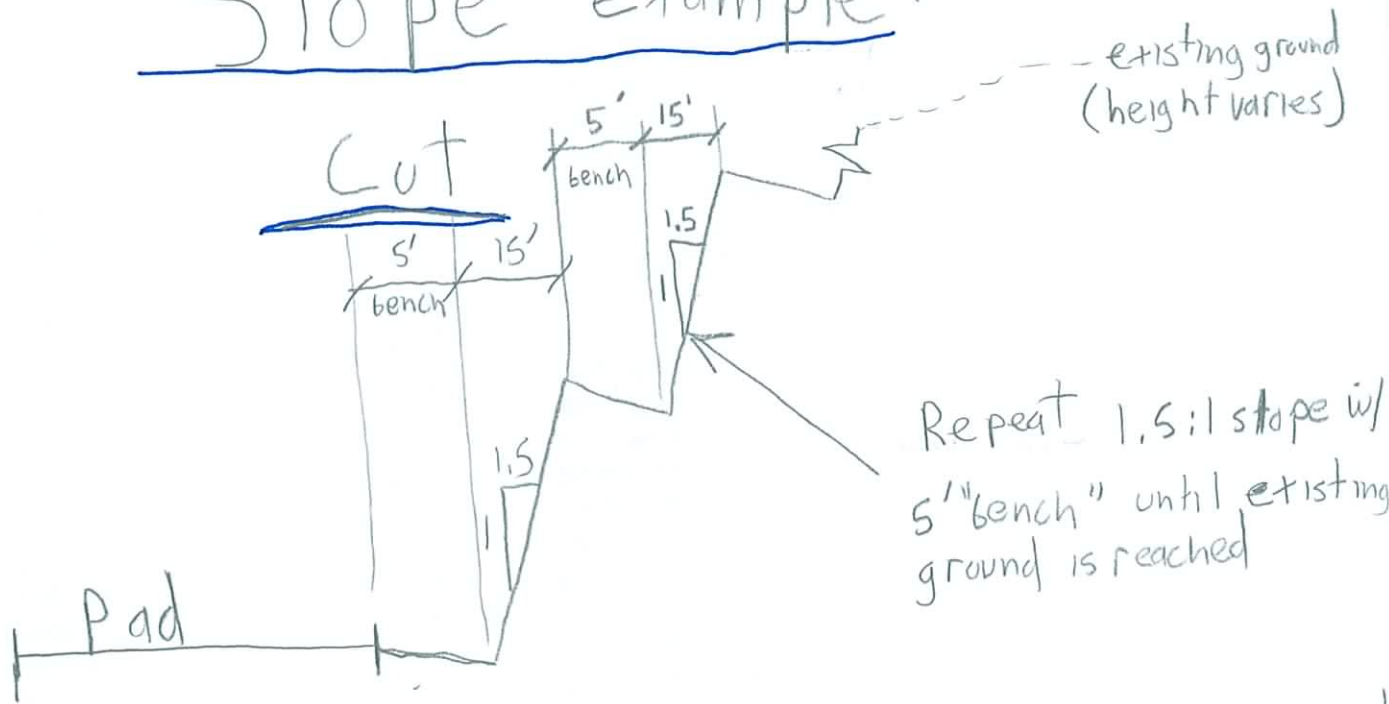 Slope example
existing ground
(height varies)
5' 15'
bench
Cut
5' 15'
bench
1.5
1
Repeat 1.5:1 slope w/
5' "bench" until existing
ground is reached
1.5
1
Pad